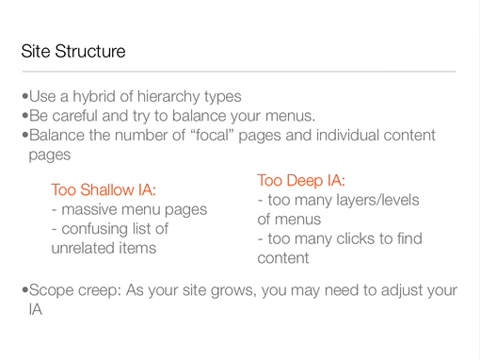 Site Structure
•Use a hybrid of hierarchy types
•Be careful and try to balance your menus.
•Balance the number of “focal” pages and individual content
pages
Too Shallow IA:
- massive menu pages
- confusing list of
unrelated items
Too Deep IA:
- too many layers/levels
of menus
- too many clicks to find
content
•Scope creep: As your site grows, you may need to adjust your
IA